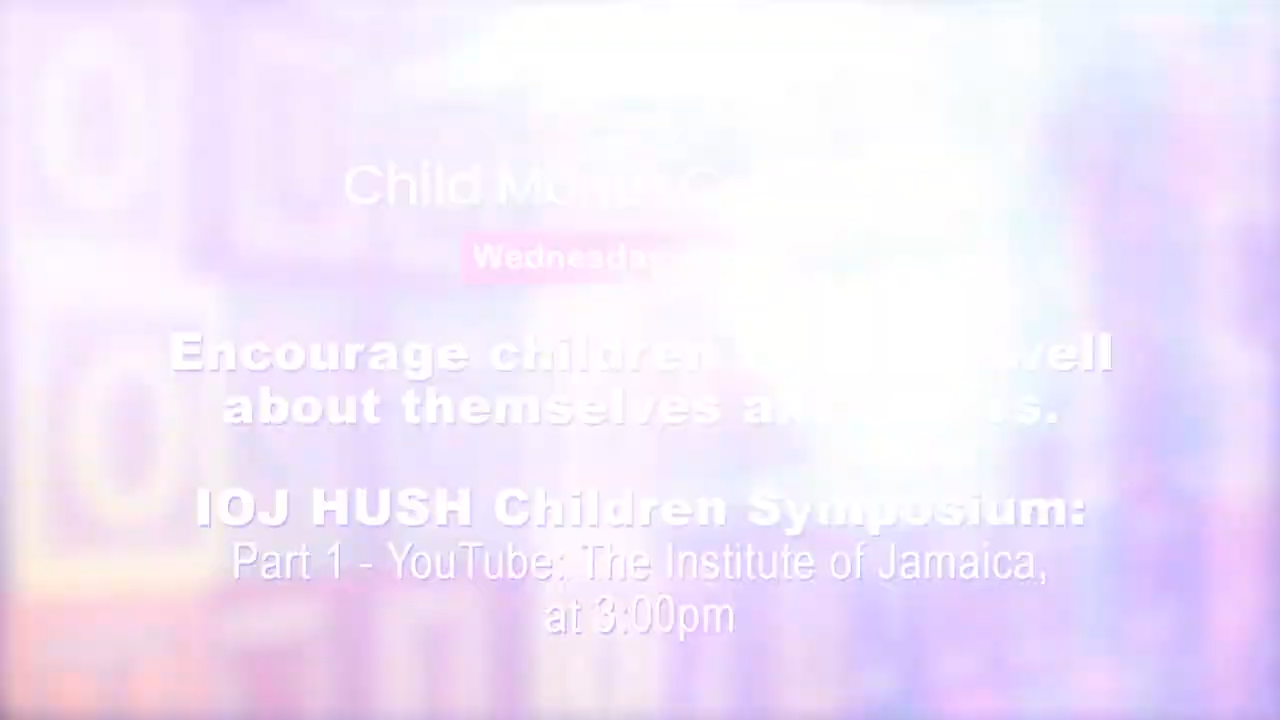 Child Month
Wednesday
Encourage children well
about themselves
IOJ HUSH Children Symposium:
Part 1 - YouTube: The Institute of Jamaica,
at 3:00pm